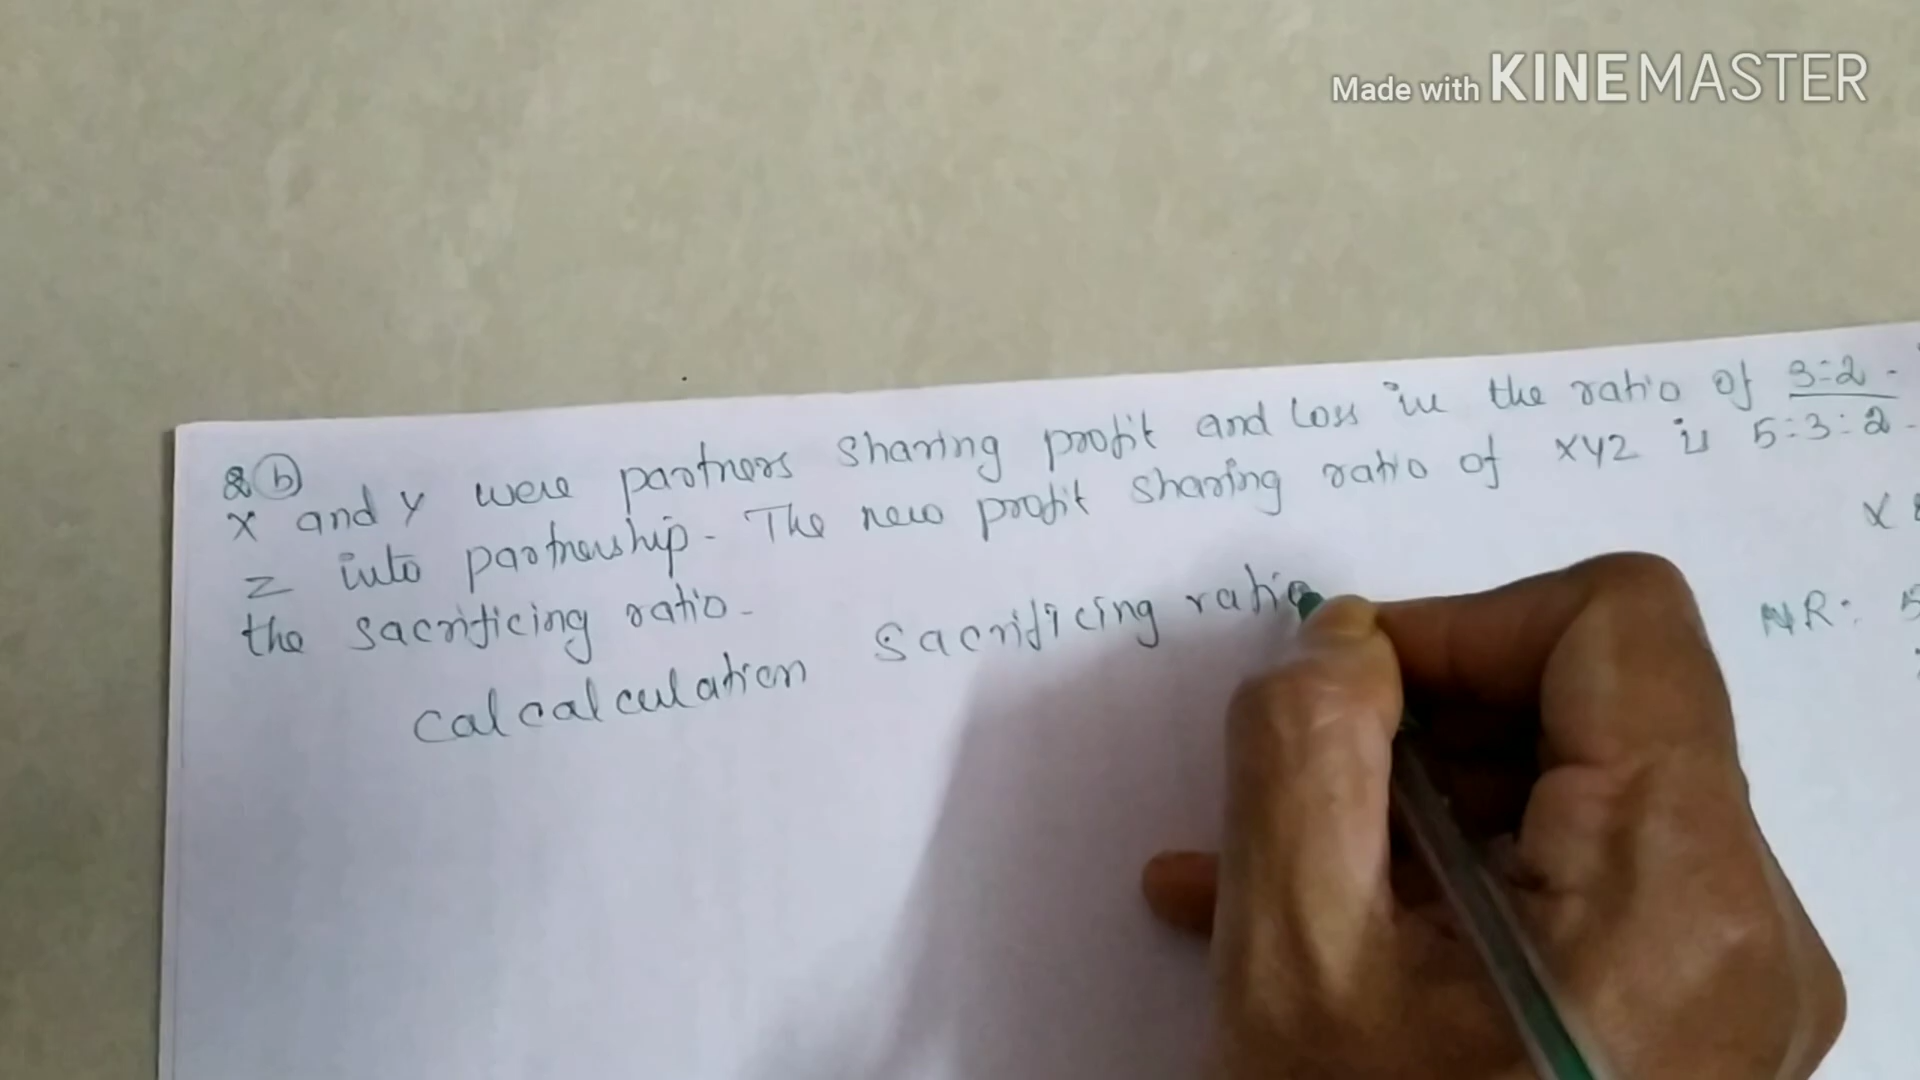 Made with KINEMASTER
Q b
X and Y were partners sharing profit and Loss in the ratio of 3:2.
Z into partnership. The new profit sharing ratio of XYZ is 5:3:2.
the sacrificing ratio.
calcalculation sacrificing ratio
X
NR: 5